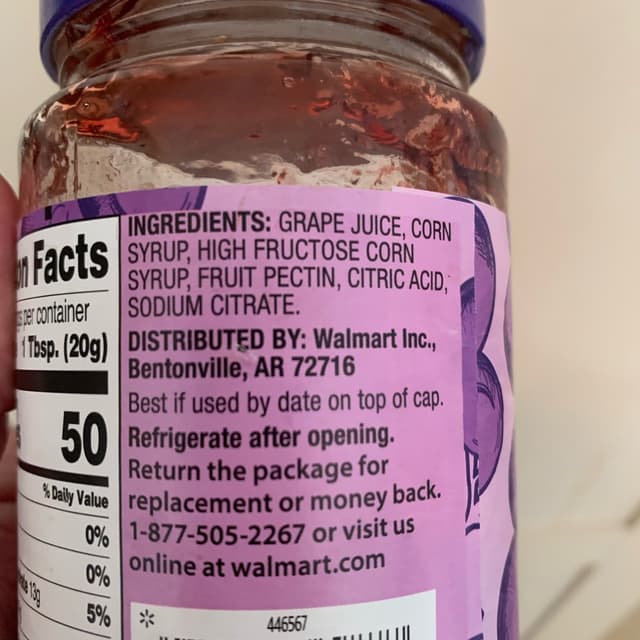 Facts
per container
1 Tbsp. (20g)
50
% Daily Value
0%
0%
13g
5%
INGREDIENTS: GRAPE JUICE, CORN
SYRUP, HIGH FRUCTOSE CORN
SYRUP, FRUIT PECTIN, CITRIC ACID,
SODIUM CITRATE.
DISTRIBUTED BY: Walmart Inc.,
Bentonville, AR 72716
Best if used by date on top of cap.
Refrigerate after opening.
Return the package for
replacement or money back.
1-877-505-2267 or visit us
online at walmart.com
* 446567